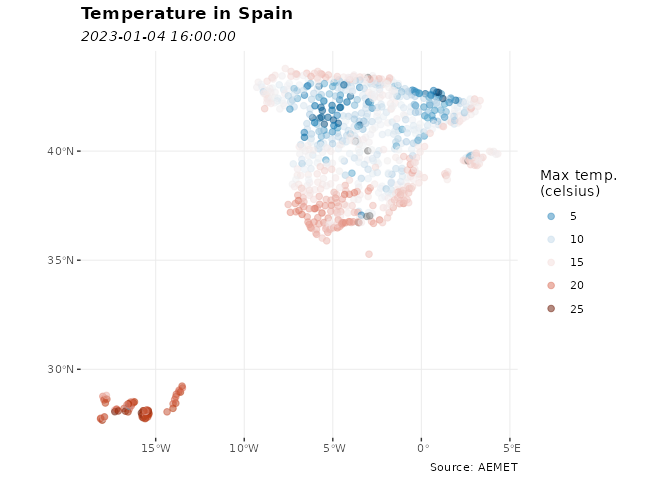 Temperature in Spain
2023-01-04 16:00:00
40°N
35°N
30°N
15°W
10°W
5°W
0°
5°E
Max temp.
(celsius)
5
10
15
20
25
Source: AEMET